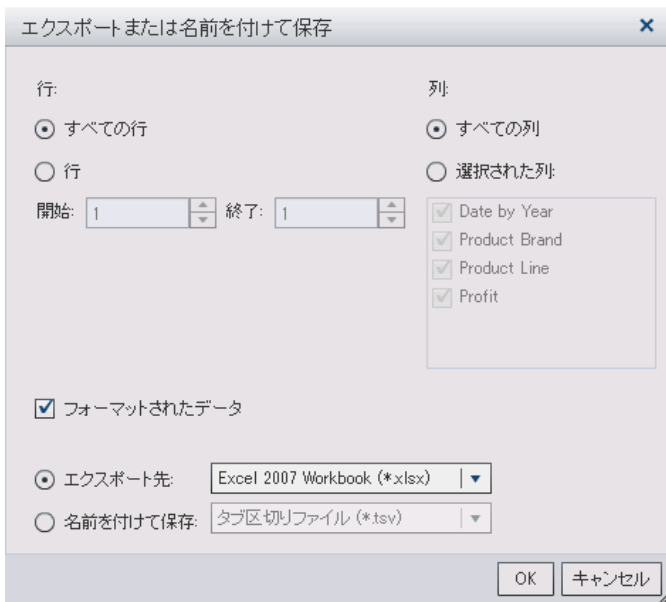 エクスポートまたは名前を付けて保存
行:
すべての行
行
開始: 1 終了: 1
列:
すべての列
選択された列:
Date by Year
Product Brand
Product Line
Profit
フォーマットされたデータ
エクスポート先: Excel 2007 Workbook (*.xlsx)
名前を付けて保存: タブ区切りファイル (*.tsv)
OK キャンセル